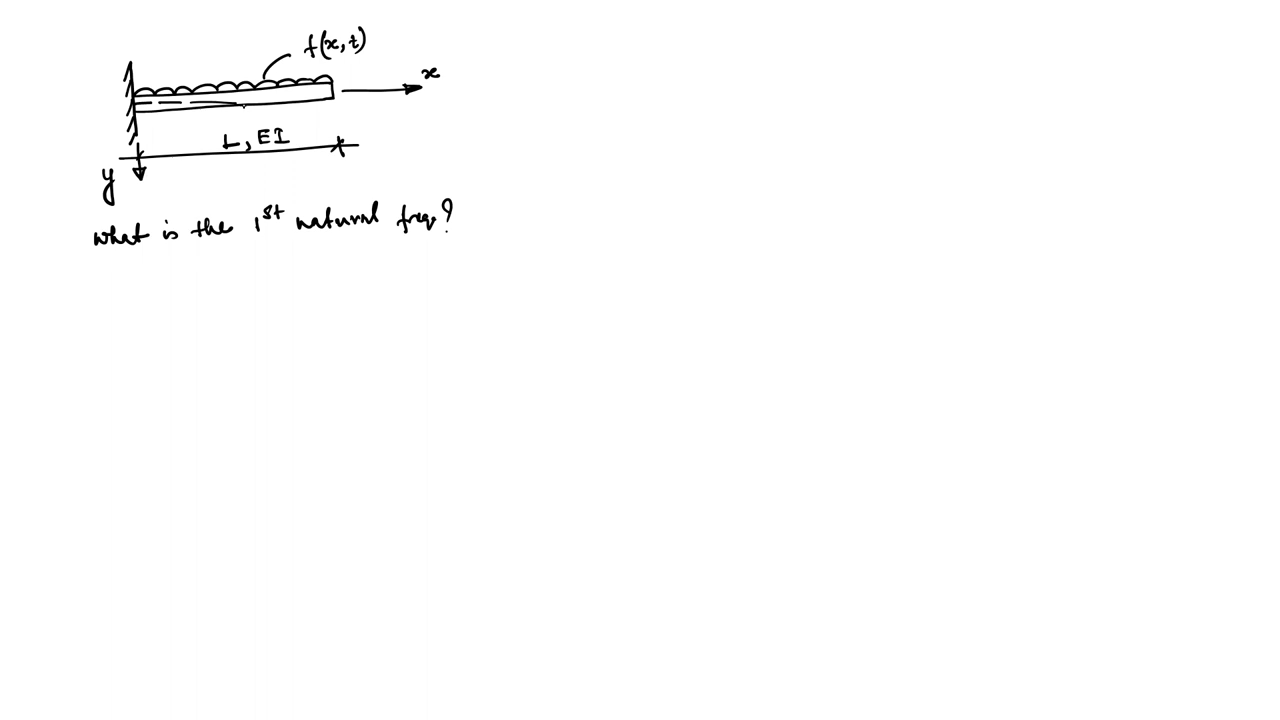 f(x,t)
x
L, EI
y
what is the 1st natural freq?